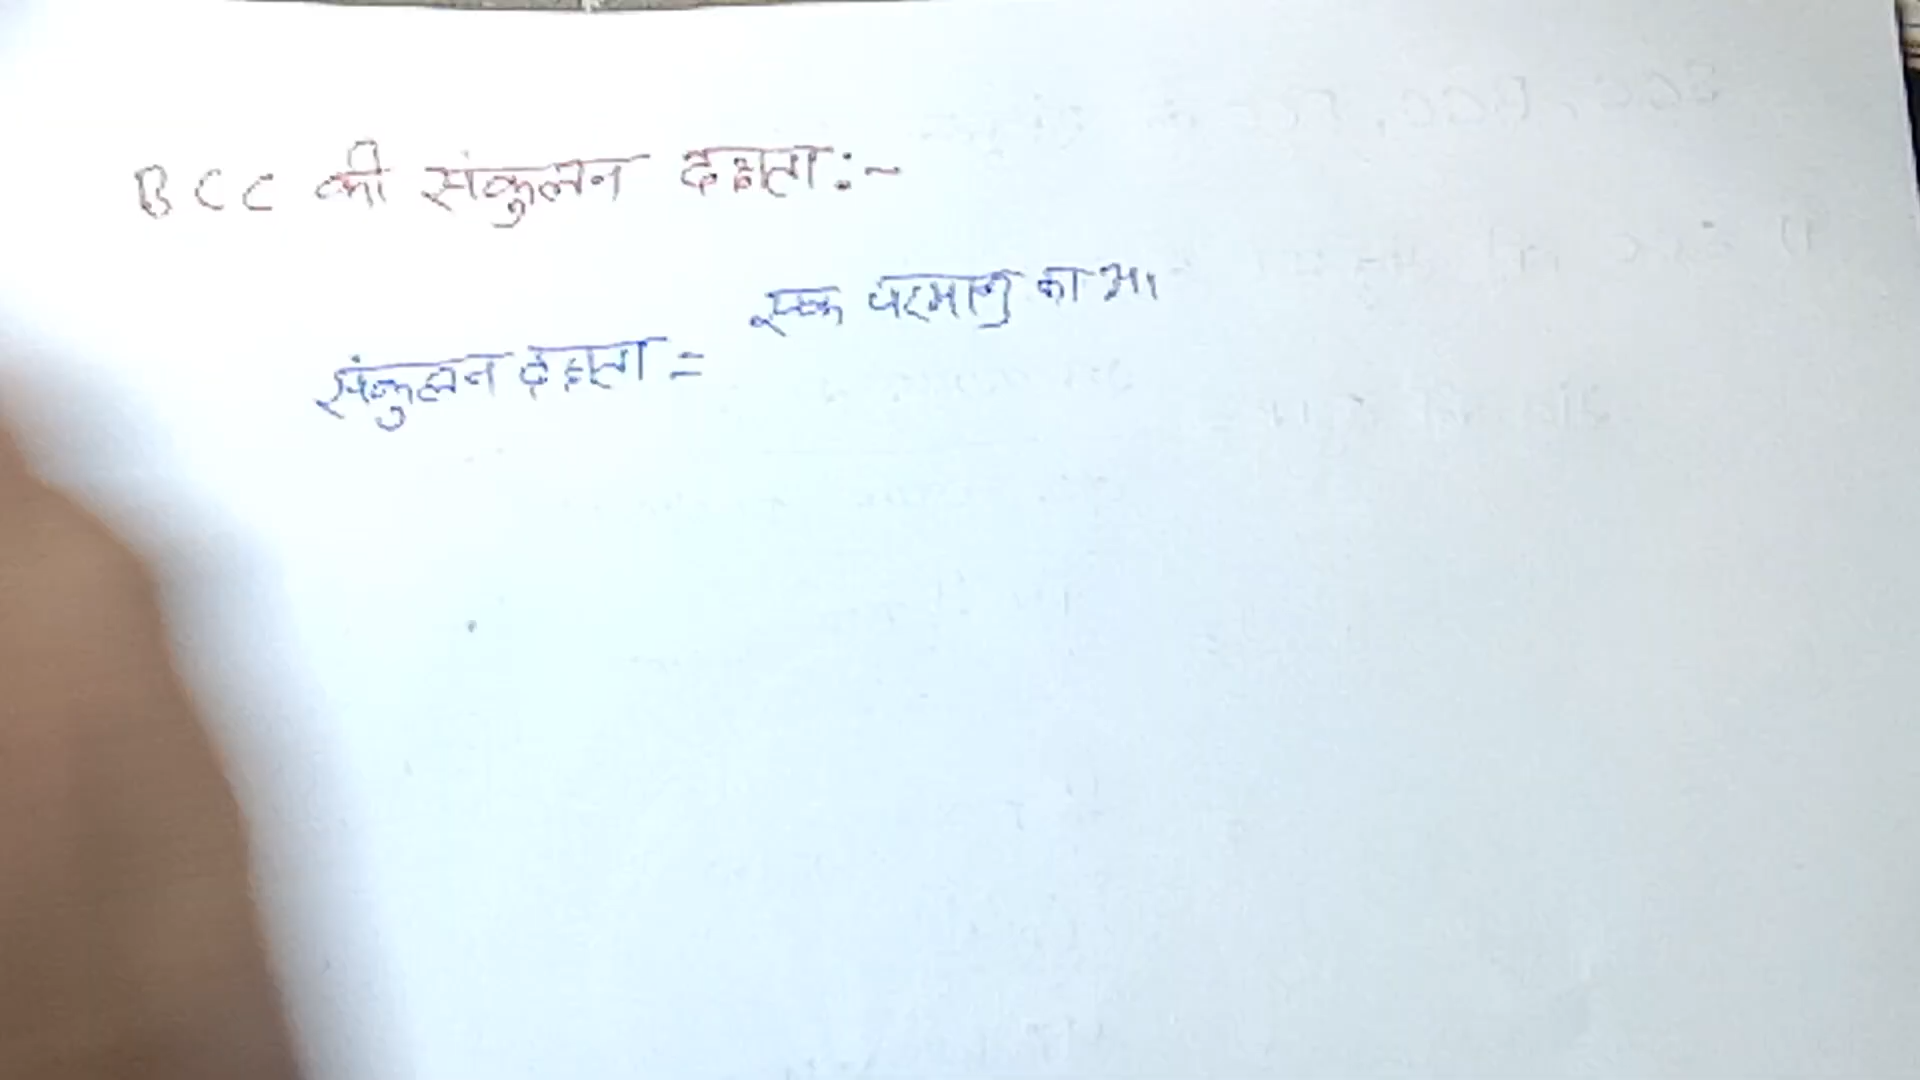 BCC की संकुलन दक्षता :-
एक परमाणु का भा
संकुलन दक्षता =